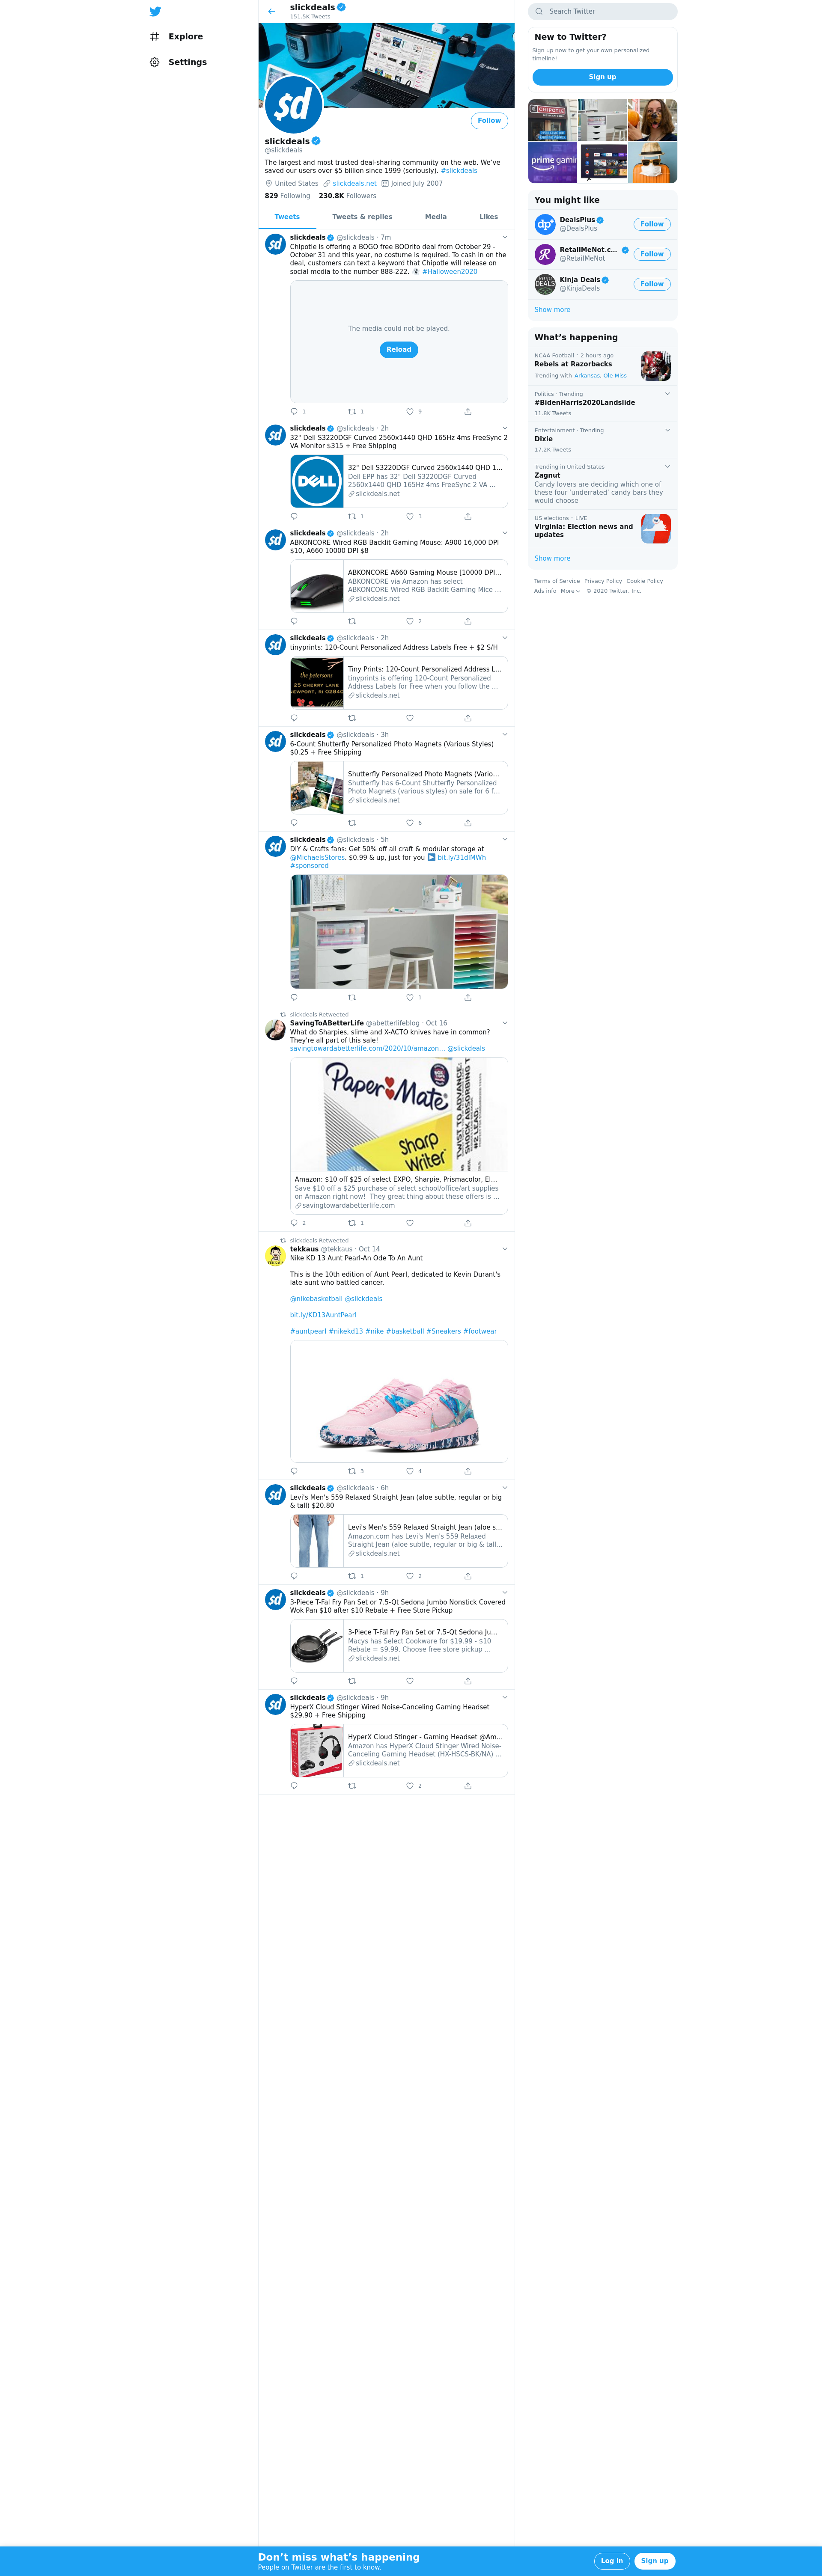 slickdeals
151.5K Tweets
Explore
Settings
$d
Follow
slickdeals
@slickdeals
The largest and most trusted deal-sharing community on the web. We've
saved our users over $5 billion since 1999 (seriously). #slickdeals
United States slickdeals.net Joined July 2007
829 Following 230.8K Followers
Tweets Tweets & replies Media Likes
slickdeals @slickdeals · 7m
Chipotle is offering a BOGO free BOOrito deal from October 29 -
October 31 and this year, no costume is required. To cash in on the
deal, customers can text a keyword that Chipotle will release on
social media to the number 888-222. #Halloween2020
The media could not be played.
Reload
1 1 9
slickdeals @slickdeals · 2h
32" Dell S3220DGF Curved 2560x1440 QHD 165Hz 4ms FreeSync 2
VA Monitor $315 + Free Shipping
DELL
32" Dell S3220DGF Curved 2560x1440 QHD 1...
Dell EPP has 32" Dell S3220DGF Curved
2560x1440 QHD 165Hz 4ms FreeSync 2 VA ...
slickdeals.net
1 3
slickdeals @slickdeals · 2h
ABKONCORE Wired RGB Backlit Gaming Mouse: A900 16,000 DPI
$10, A660 10000 DPI $8
ABKONCORE A660 Gaming Mouse [10000 DPI...
ABKONCORE via Amazon has select
ABKONCORE Wired RGB Backlit Gaming Mice ...
slickdeals.net
2
slickdeals @slickdeals · 2h
tinyprints: 120-Count Personalized Address Labels Free + $2 S/H
the petersons
25 CHERRY LANE
NEWPORT, RI 02840
Tiny Prints: 120-Count Personalized Address L...
tinyprints is offering 120-Count Personalized
Address Labels for Free when you follow the ...
slickdeals.net
slickdeals @slickdeals · 3h
6-Count Shutterfly Personalized Photo Magnets (Various Styles)
$0.25 + Free Shipping
Shutterfly Personalized Photo Magnets (Vario...
Shutterfly has 6-Count Shutterfly Personalized
Photo Magnets (various styles) on sale for 6 f...
slickdeals.net
6
slickdeals @slickdeals · 5h
DIY & Crafts fans: Get 50% off all craft & modular storage at
@MichaelsStores. $0.99 & up, just for you bit.ly/31dIMWh
#sponsored
1
slickdeals Retweeted
SavingToABetterLife @abetterlifeblog · Oct 16
What do Sharpies, slime and X-ACTO knives have in common?
They're all part of this sale!
savingtowardabetterlife.com/2020/10/amazon... @slickdeals
Paper Mate
Sharp
Writer
TWIST TO ADVANCE
SHOCK ABSORBING T
#2 LEAD
Amazon: $10 off $25 of select EXPO, Sharpie, Prismacolor, El...
Save $10 off a $25 purchase of select school/office/art supplies
on Amazon right now! They great thing about these offers is ...
savingtowardabetterlife.com
2 1
slickdeals Retweeted
tekkaus @tekkaus · Oct 14
Nike KD 13 Aunt Pearl-An Ode To An Aunt
This is the 10th edition of Aunt Pearl, dedicated to Kevin Durant's
late aunt who battled cancer.
@nikebasketball @slickdeals
bit.ly/KD13AuntPearl
#auntpearl #nikekd13 #nike #basketball #Sneakers #footwear
3 4
slickdeals @slickdeals · 6h
Levi's Men's 559 Relaxed Straight Jean (aloe subtle, regular or big
& tall) $20.80
Levi's Men's 559 Relaxed Straight Jean (aloe s...
Amazon.com has Levi's Men's 559 Relaxed
Straight Jean (aloe subtle, regular or big & tall...
slickdeals.net
1 2
slickdeals @slickdeals · 9h
3-Piece T-Fal Fry Pan Set or 7.5-Qt Sedona Jumbo Nonstick Covered
Wok Pan $10 after $10 Rebate + Free Store Pickup
3-Piece T-Fal Fry Pan Set or 7.5-Qt Sedona Ju...
Macys has Select Cookware for $19.99 - $10
Rebate = $9.99. Choose free store pickup ...
slickdeals.net
slickdeals @slickdeals · 9h
HyperX Cloud Stinger Wired Noise-Canceling Gaming Headset
$29.90 + Free Shipping
HyperX Cloud Stinger - Gaming Headset @Am...
Amazon has HyperX Cloud Stinger Wired Noise-
Canceling Gaming Headset (HX-HSCS-BK/NA) ...
slickdeals.net
2
Search Twitter
New to Twitter?
Sign up now to get your own personalized
timeline!
Sign up
CHIPOTLE
prime gaming
You might like
dp
DealsPlus
@DealsPlus
Follow
RetailMeNot.c...
@RetailMeNot
Follow
DEALS
Kinja Deals
@KinjaDeals
Follow
Show more
What's happening
NCAA Football · 2 hours ago
Rebels at Razorbacks
Trending with Arkansas, Ole Miss
Politics · Trending
#BidenHarris2020Landslide
11.8K Tweets
Entertainment · Trending
Dixie
17.2K Tweets
Trending in United States
Zagnut
Candy lovers are deciding which one of
these four 'underrated' candy bars they
would choose
US elections · LIVE
Virginia: Election news and
updates
Show more
Terms of Service Privacy Policy Cookie Policy
Ads info More © 2020 Twitter, Inc.
Don't miss what's happening
People on Twitter are the first to know.
Log in
Sign up